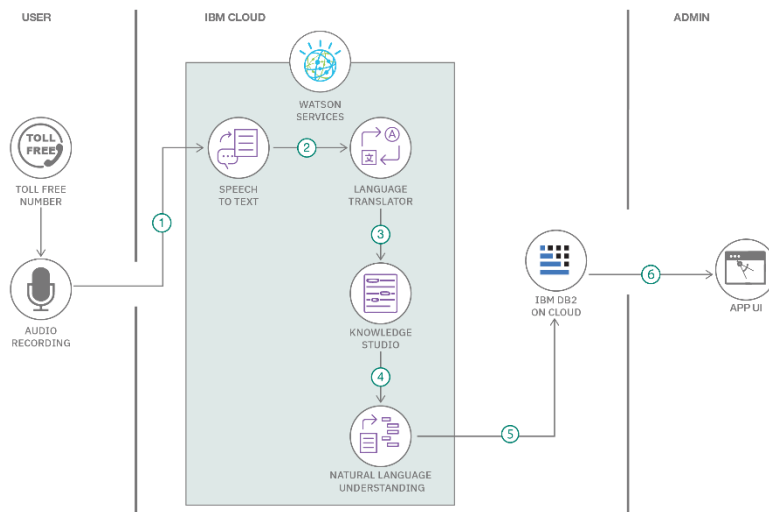 USER
IBM CLOUD
ADMIN
WATSON
SERVICES
TOLL
FREE
TOLL FREE
NUMBER
SPEECH
TO TEXT
2
A
文
LANGUAGE
TRANSLATOR
1
3
AUDIO
RECORDING
KNOWLEDGE
STUDIO
IBM DB2
ON CLOUD
6
APP UI
4
NATURAL LANGUAGE
UNDERSTANDING
5